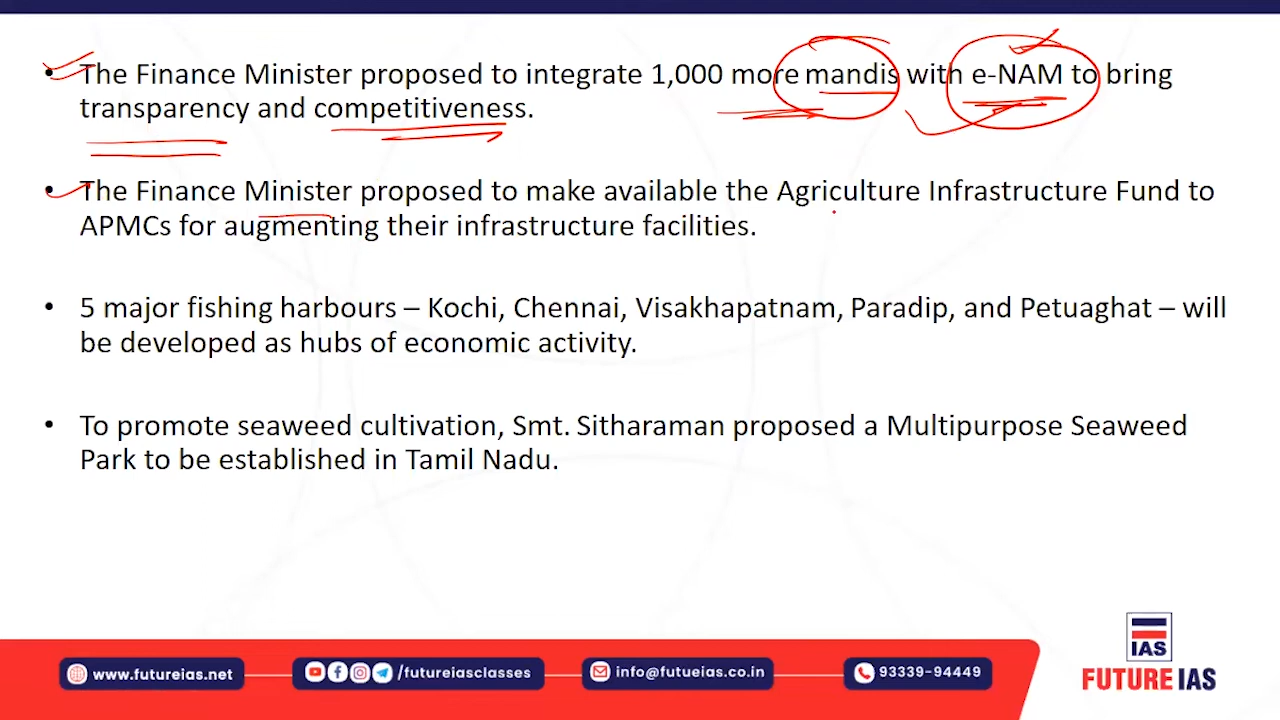 • The Finance Minister proposed to integrate 1,000 more mandis with e-NAM to bring
transparency and competitiveness.
• The Finance Minister proposed to make available the Agriculture Infrastructure Fund to
APMCs for augmenting their infrastructure facilities.
• 5 major fishing harbours – Kochi, Chennai, Visakhapatnam, Paradip, and Petuaghat – will
be developed as hubs of economic activity.
• To promote seaweed cultivation, Smt. Sitharaman proposed a Multipurpose Seaweed
Park to be established in Tamil Nadu.
www.futureias.net
/futureiasclasses
info@futueias.co.in
93339-94449
IAS
FUTURE IAS